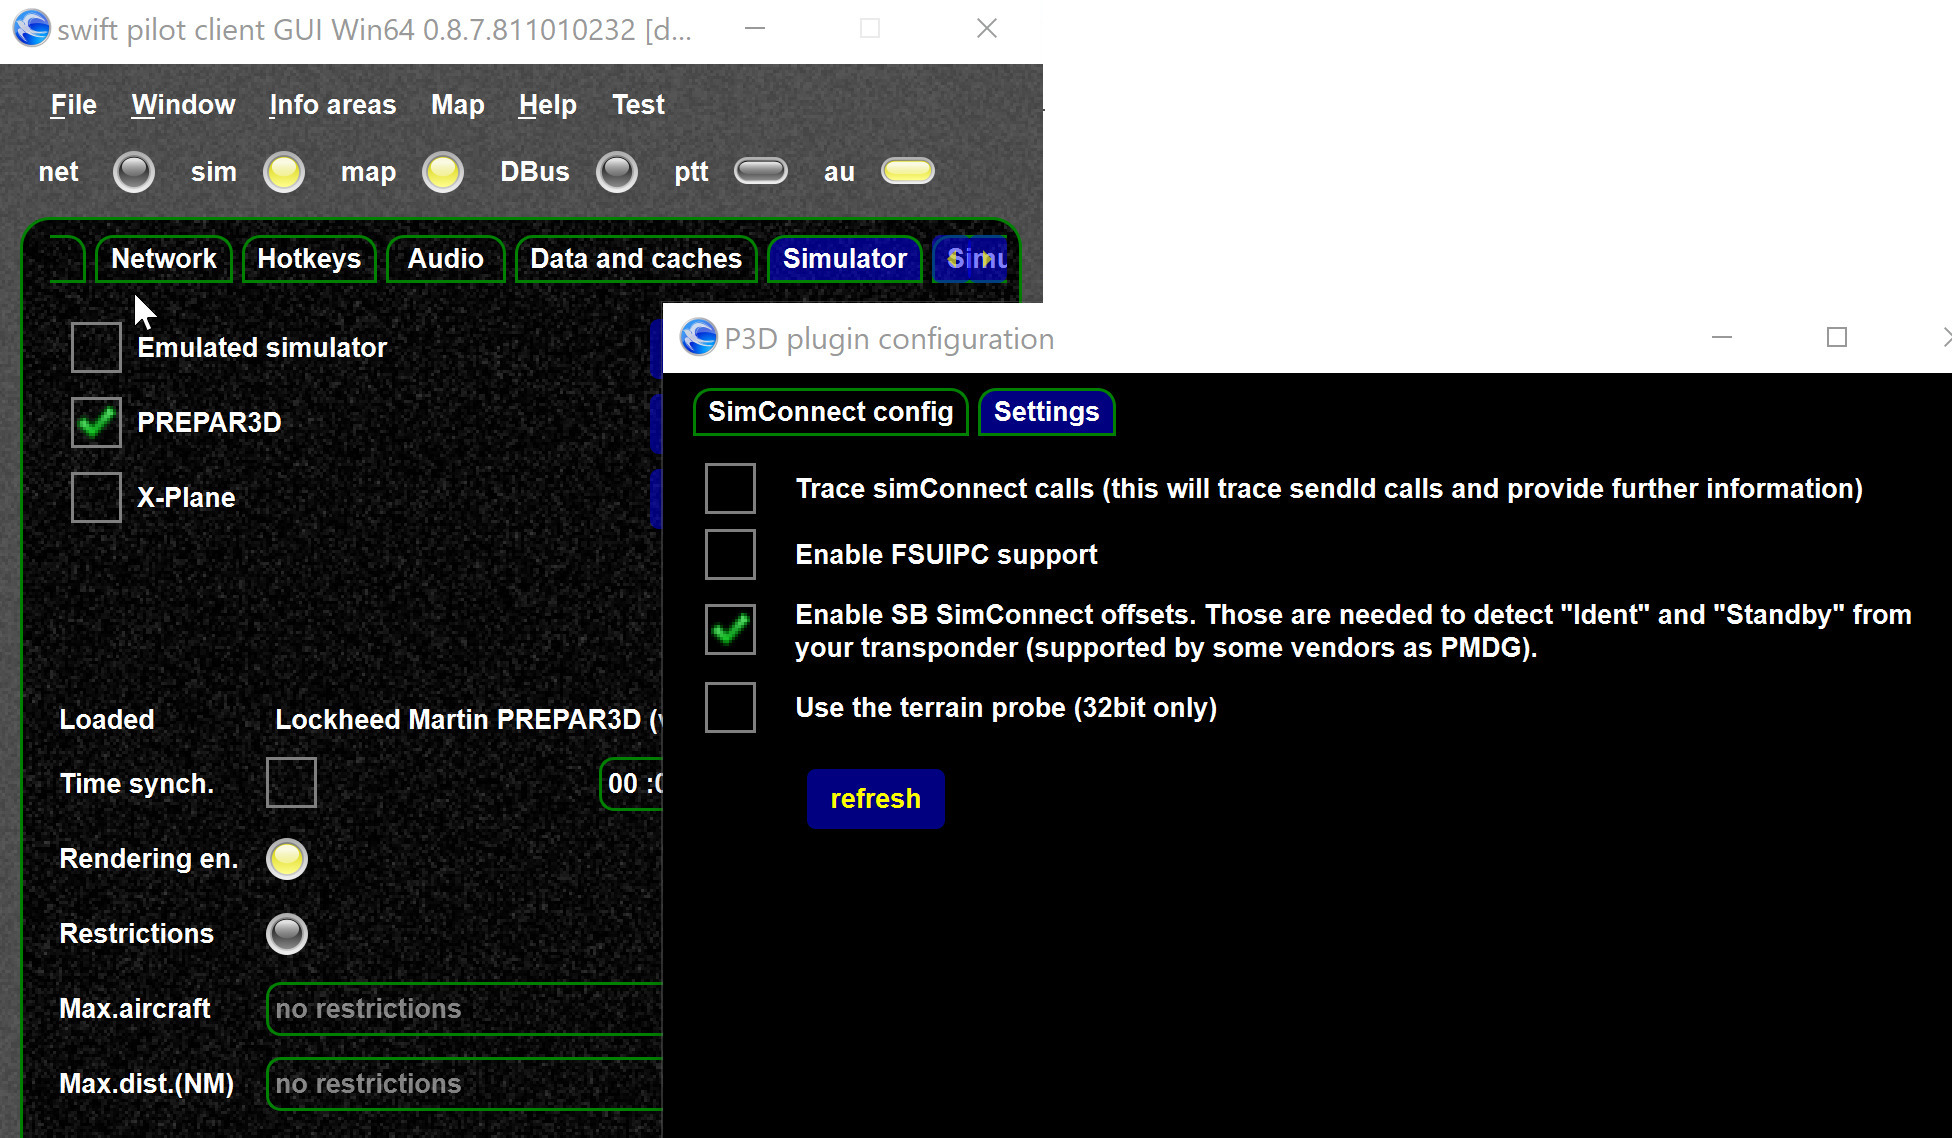 swift pilot client GUI Win64 0.8.7.811010232 [d...
File Window Info areas Map Help Test
net sim map DBus ptt au
Network Hotkeys Audio Data and caches Simulator Simu
Emulated simulator
PREPAR3D
X-Plane
Loaded Lockheed Martin PREPAR3D (v
Time synch. 00 :0
Rendering en.
Restrictions
Max.aircraft no restrictions
Max.dist.(NM) no restrictions
P3D plugin configuration
SimConnect config Settings
Trace simConnect calls (this will trace sendId calls and provide further information)
Enable FSUIPC support
Enable SB SimConnect offsets. Those are needed to detect "Ident" and "Standby" from
your transponder (supported by some vendors as PMDG).
Use the terrain probe (32bit only)
refresh